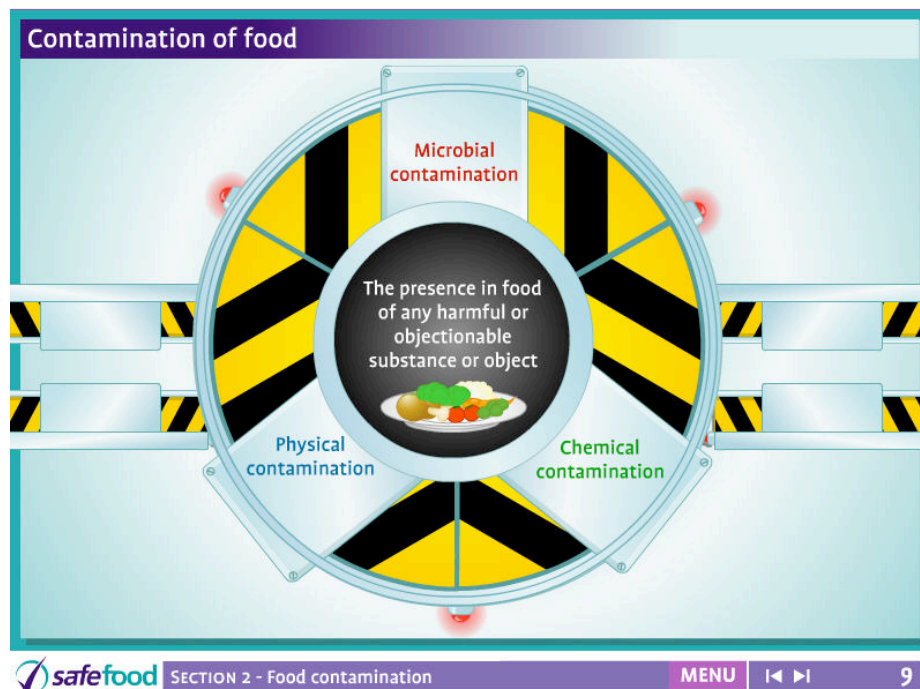 Contamination of food
Microbial
contamination
The presence in food
of any harmful or
objectionable
substance or object
Physical
contamination
Chemical
contamination
safefood SECTION 2 - Food contamination MENU 9